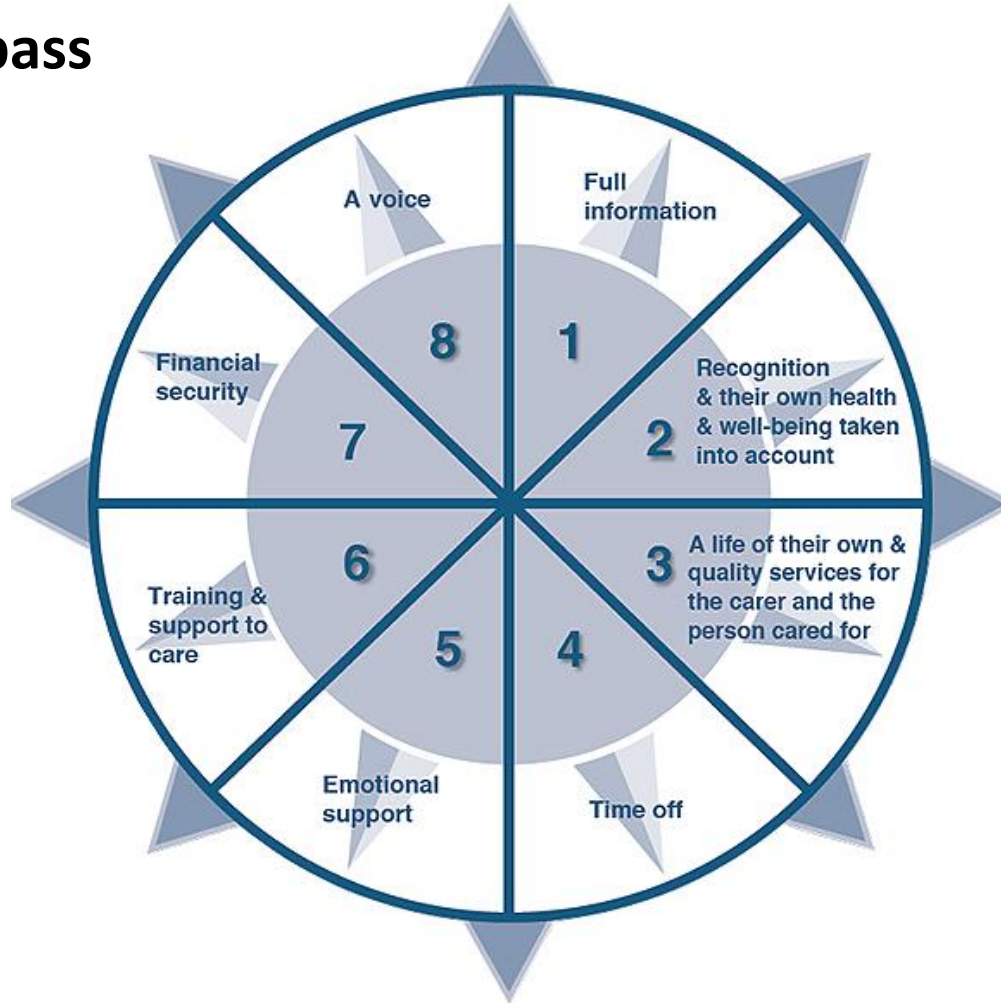 pass
Full
information
1
Recognition
& their own health
& well-being taken
into account
2
A life of their own &
quality services for
the carer and the
person cared for
3
Time off
4
Emotional
support
5
Training &
support to
care
6
Financial
security
7
A voice
8